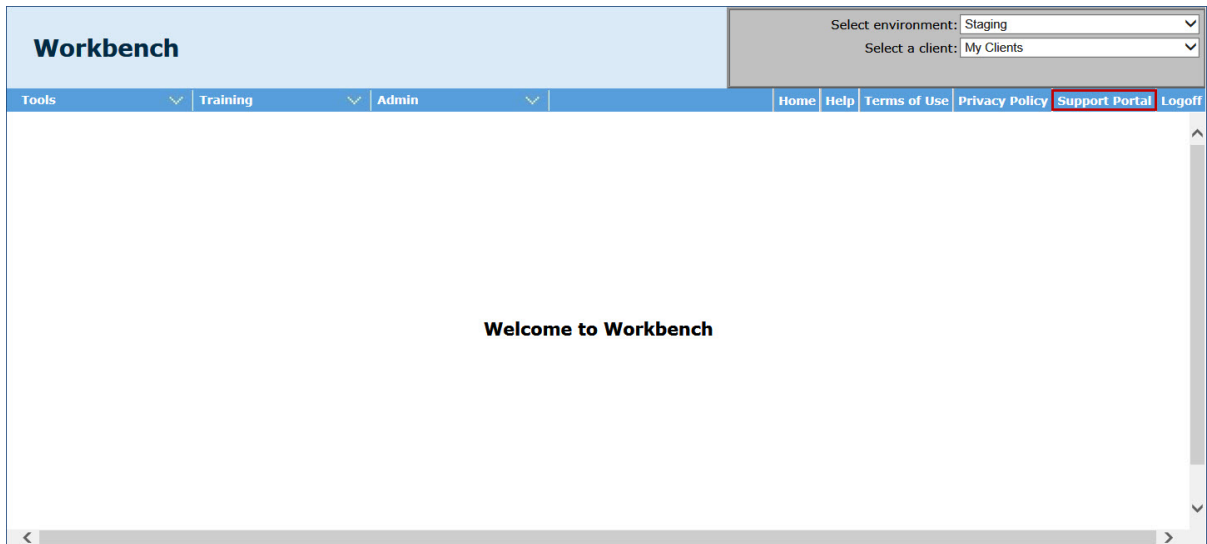 Workbench
Select environment: Staging
Select a client: My Clients
Tools Training Admin Home Help Terms of Use Privacy Policy Support Portal Logoff
Welcome to Workbench